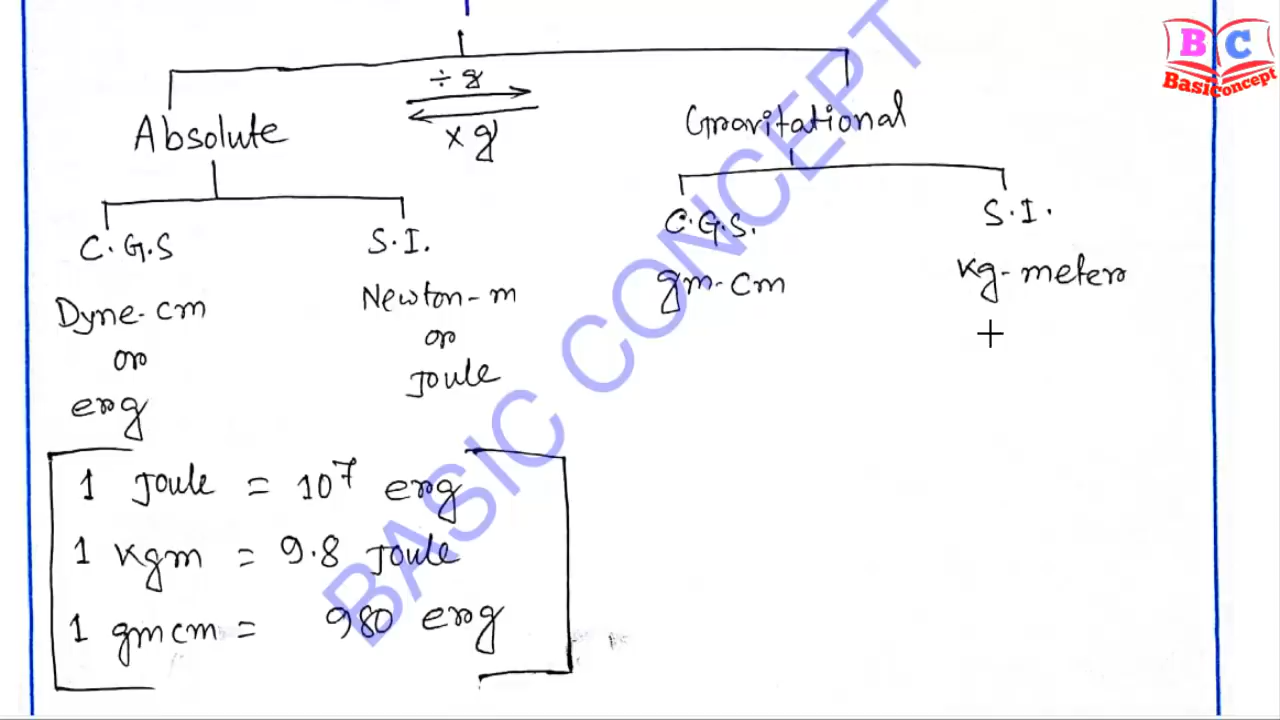 BC
Basiconcept
÷ g
× g
Absolute
Gravitational
C.G.S
S.I.
C.G.S.
S.I.
Dyne-cm
or
erg
Newton-m
or
Joule
gm-cm
kg-meter
1 Joule = 10⁷ erg
1 kgm = 9.8 Joule
1 gmcm = 980 erg
BASIC CONCEPT